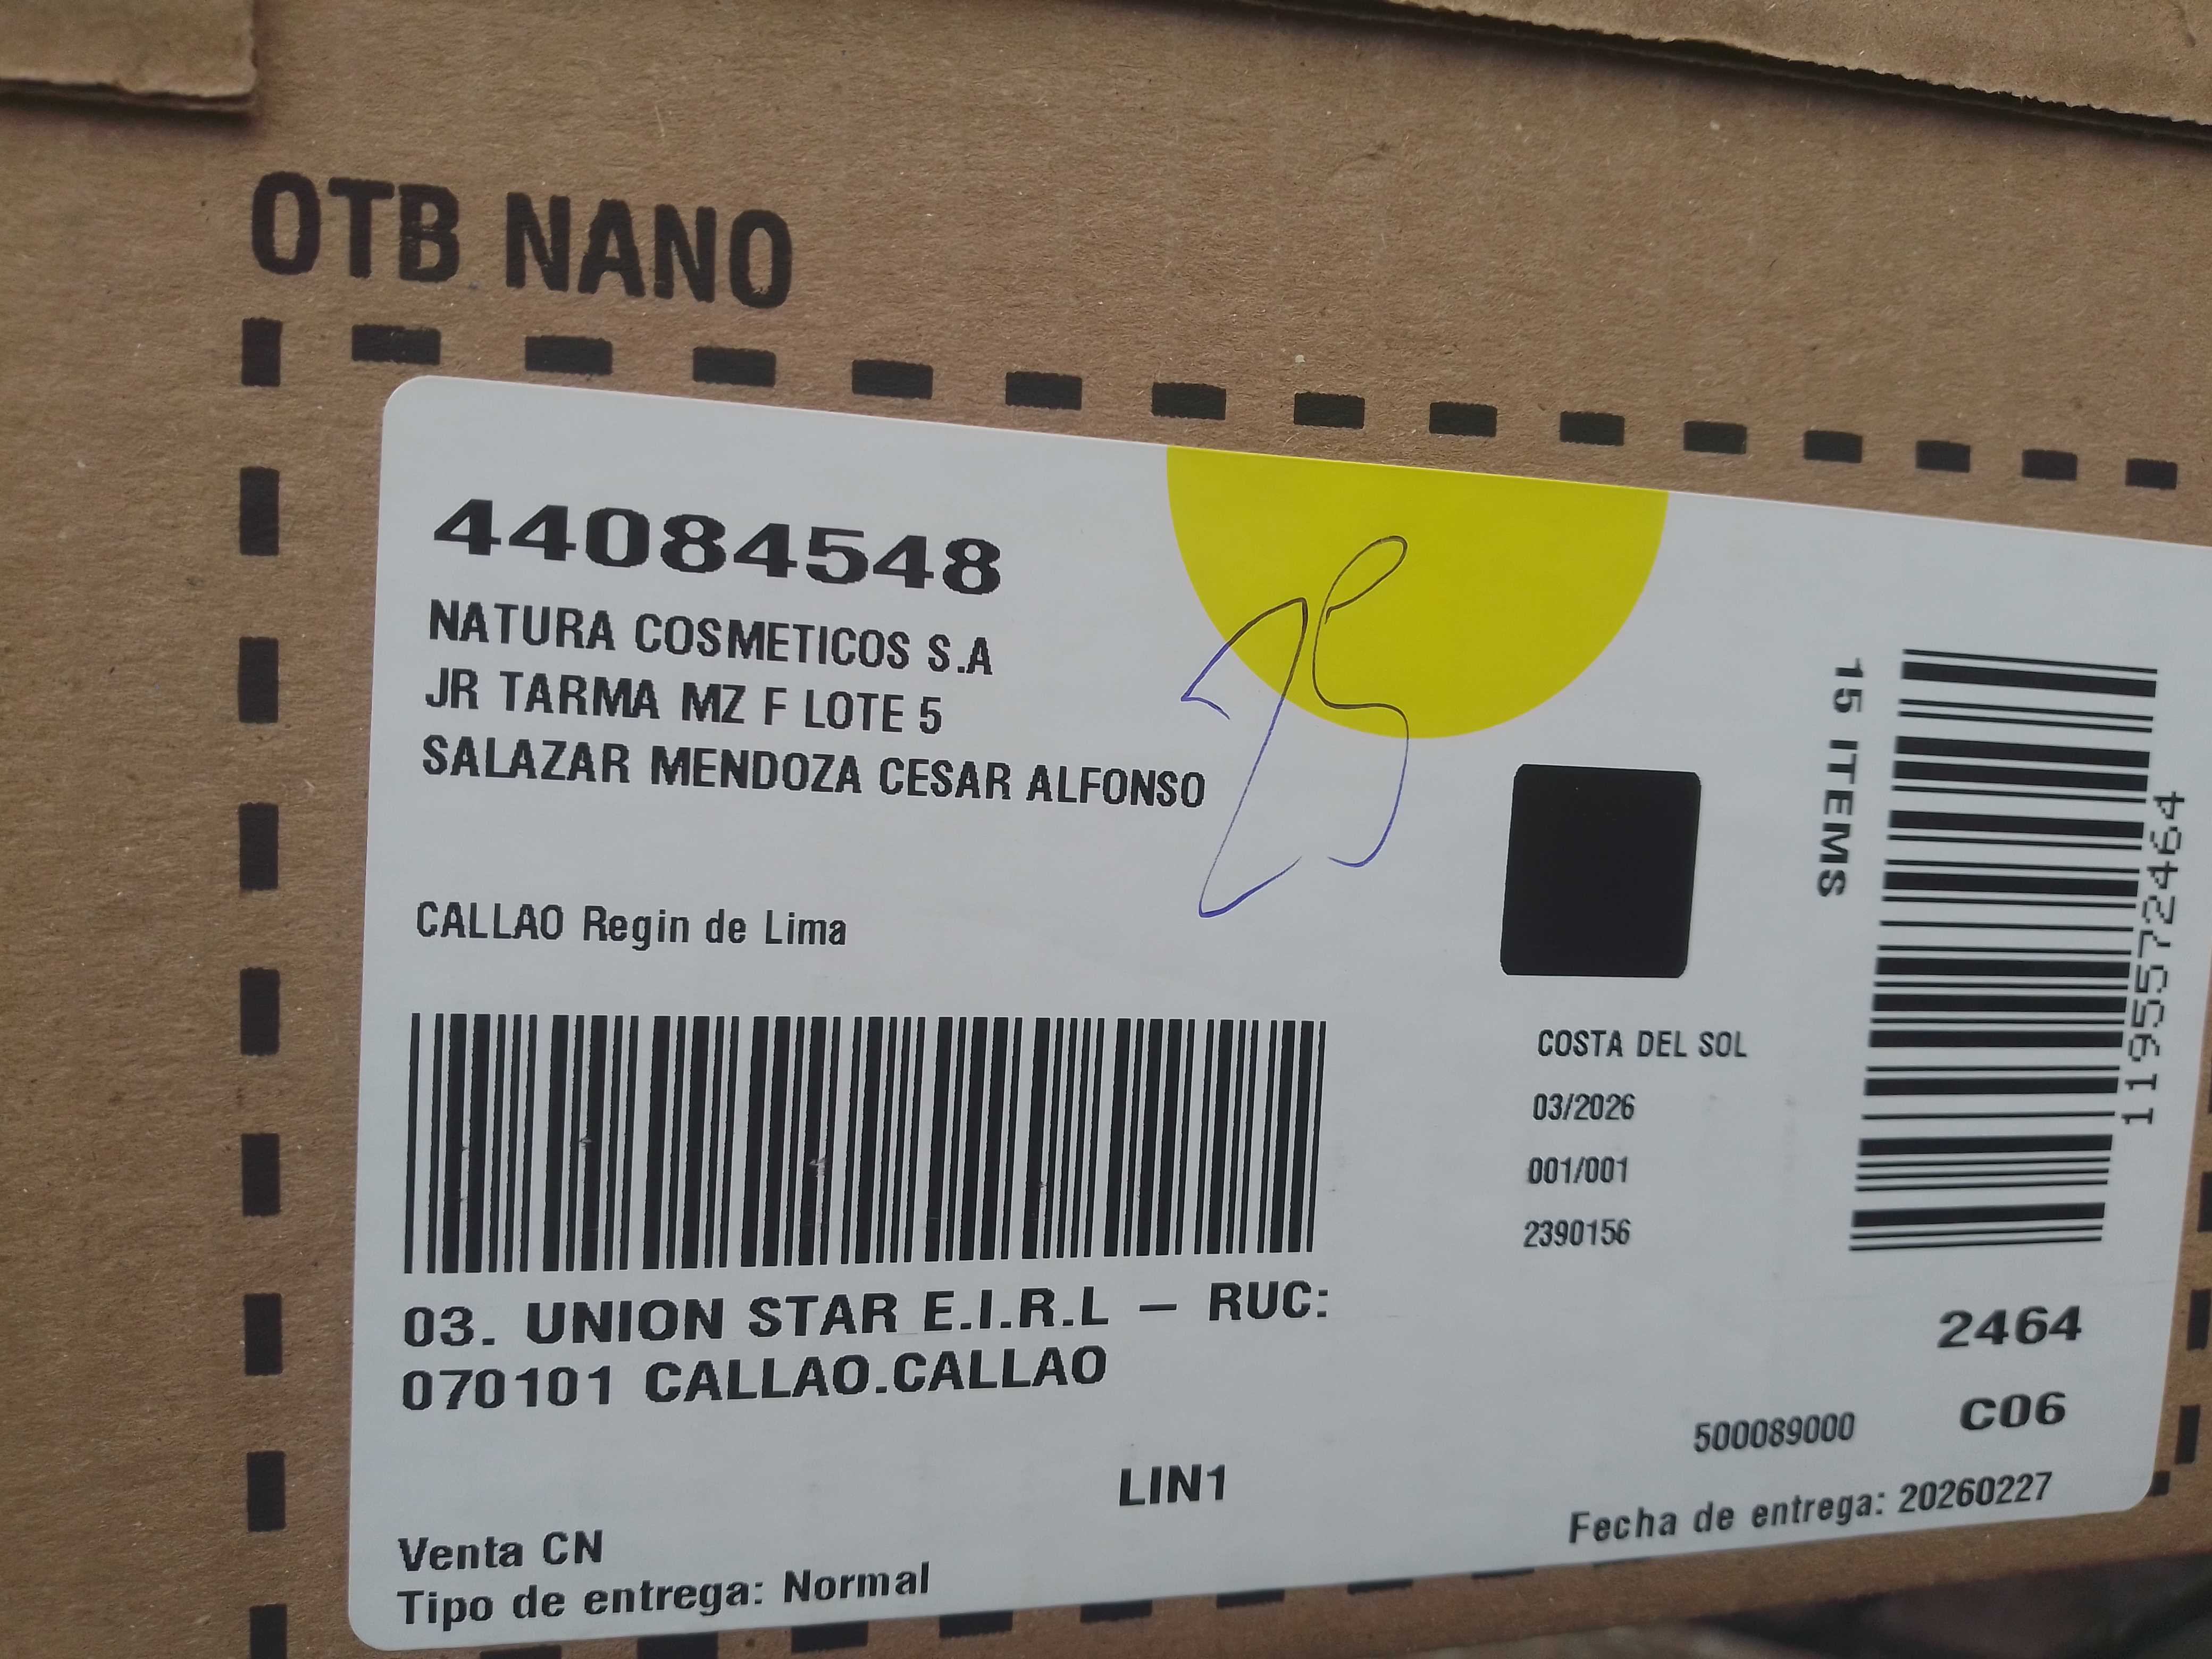 OTB NANO
44084548
NATURA COSMETICOS S.A
JR TARMA MZ F LOTE 5
SALAZAR MENDOZA CESAR ALFONSO
CALLAO Regin de Lima
15 ITEMS
1195572464
COSTA DEL SOL
03/2026
001/001
2390156
03. UNION STAR E.I.R.L – RUC:
070101 CALLAO.CALLAO
2464
C06
500089000
LIN1
Fecha de entrega: 20260227
Venta CN
Tipo de entrega: Normal